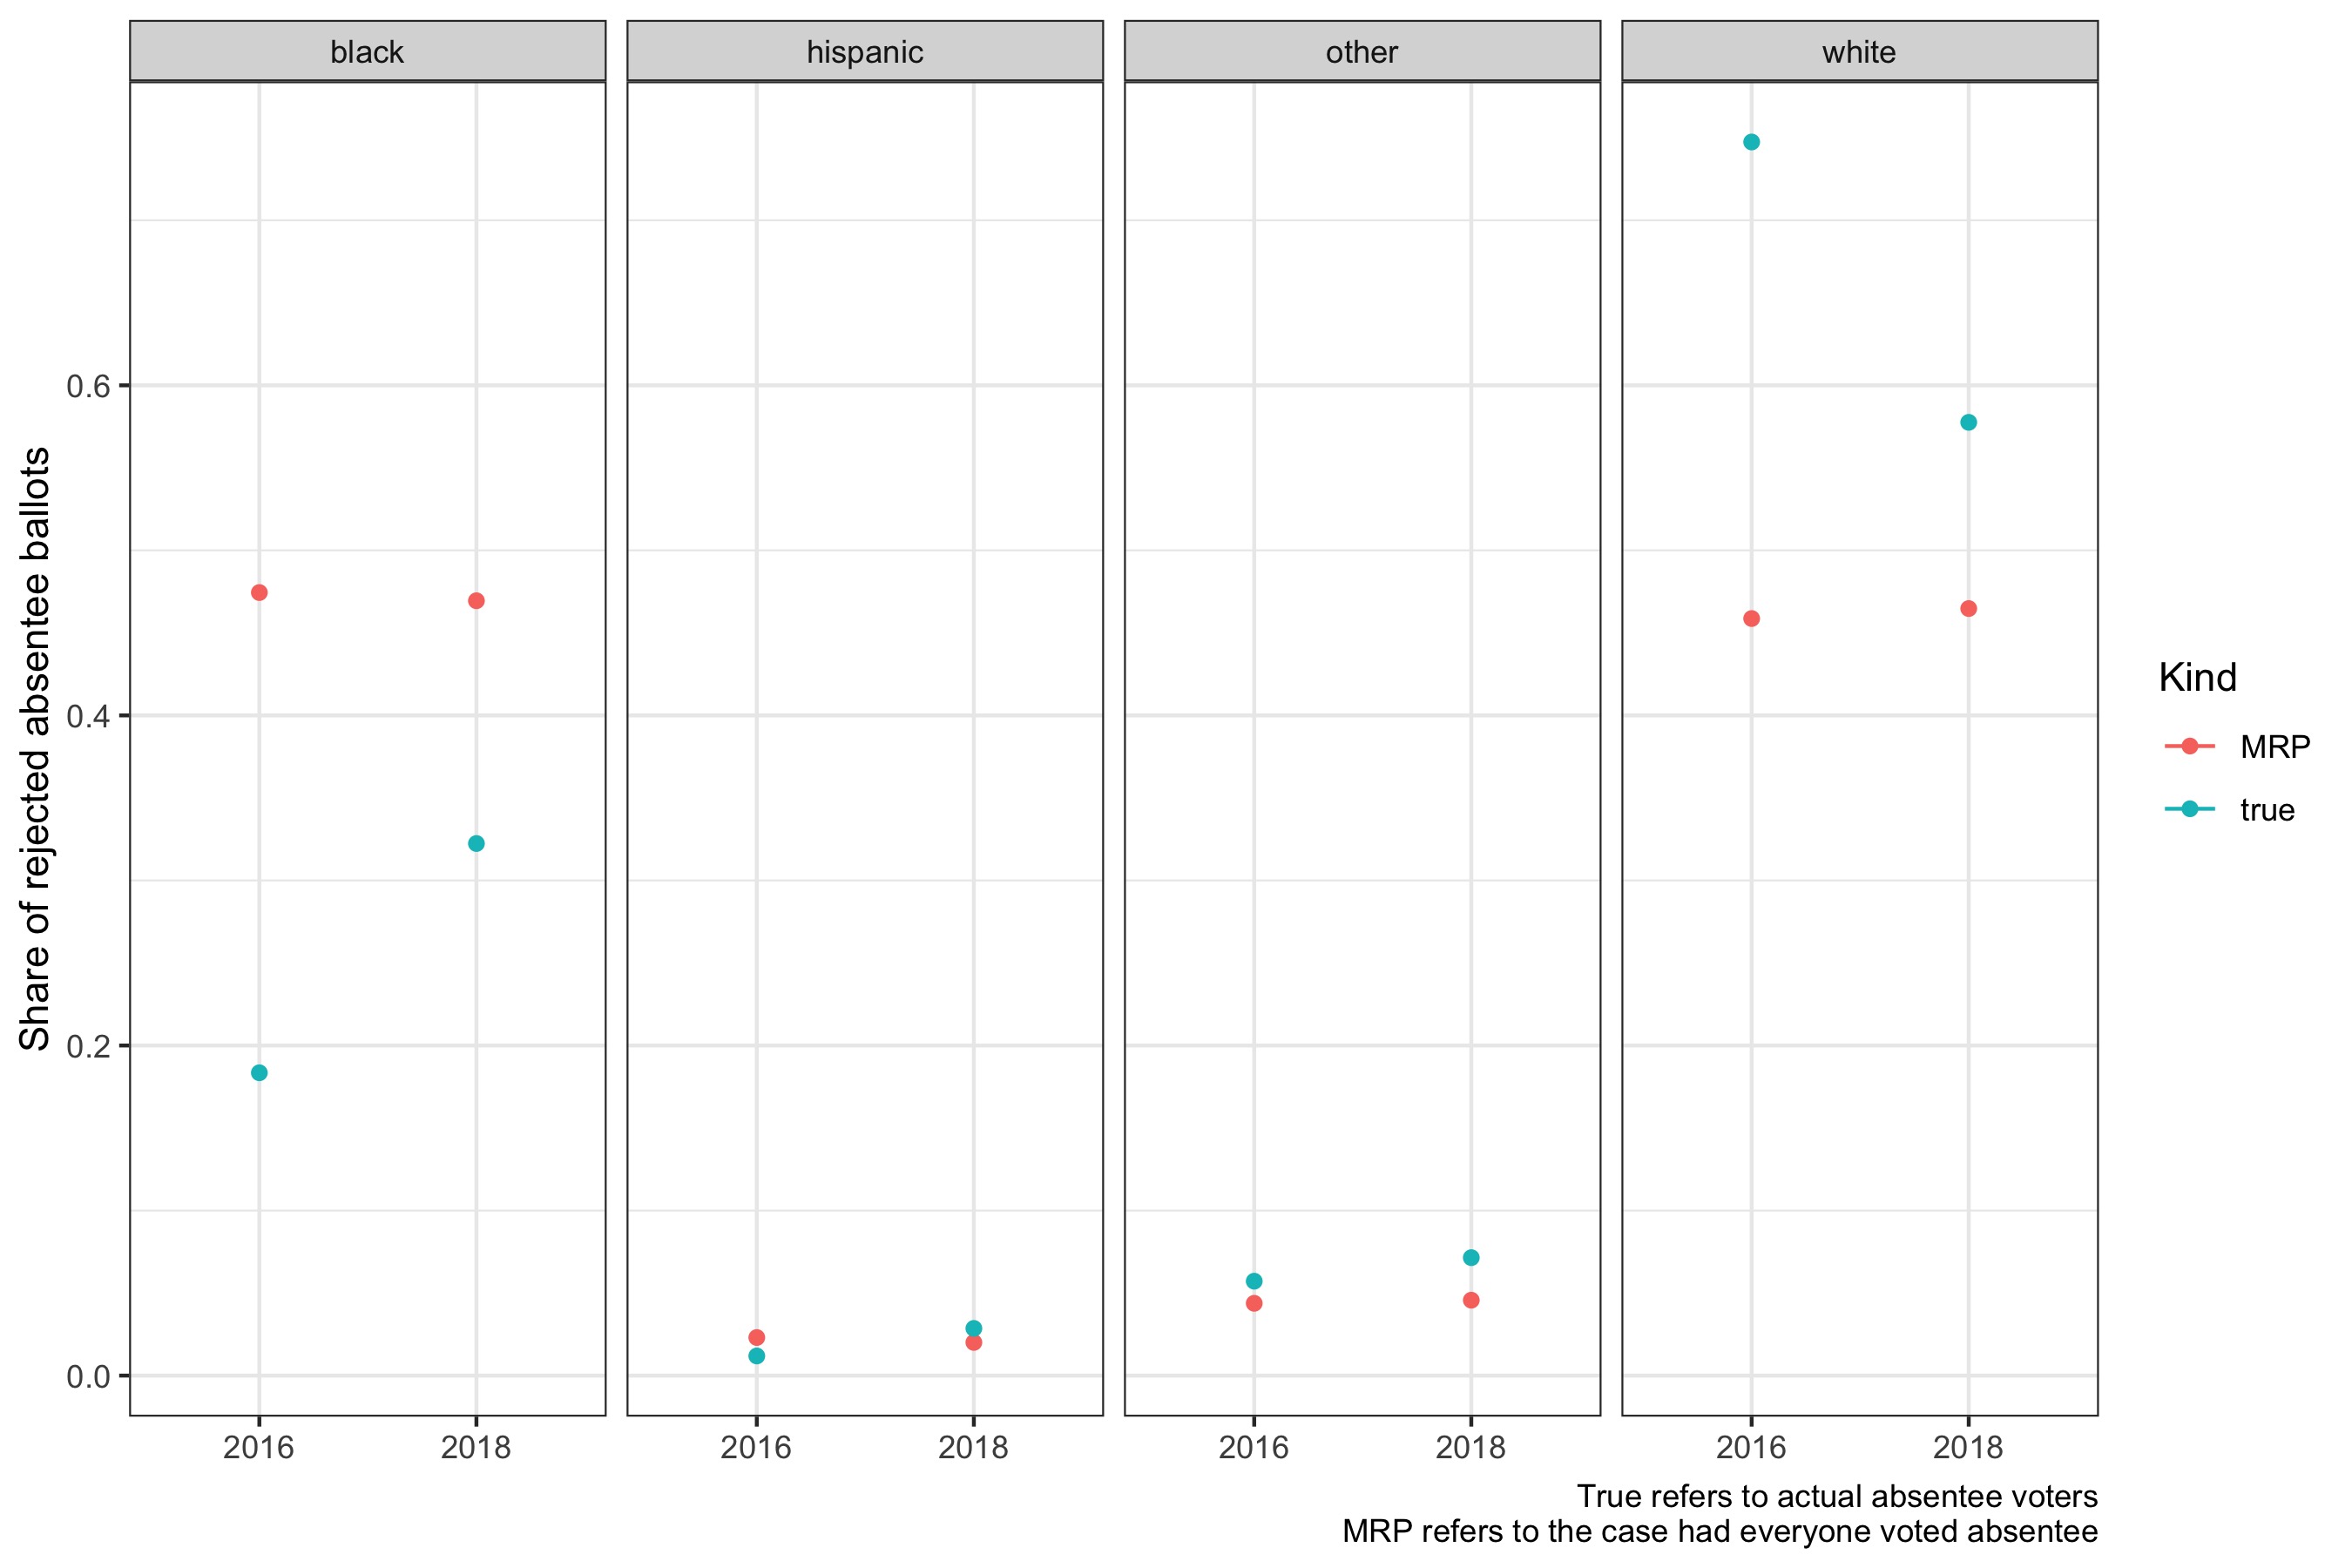 black
hispanic
other
white
Share of rejected absentee ballots
0.6
0.4
0.2
0.0
2016
2018
2016
2018
2016
2018
2016
2018
Kind
MRP
true
True refers to actual absentee voters
MRP refers to the case had everyone voted absentee